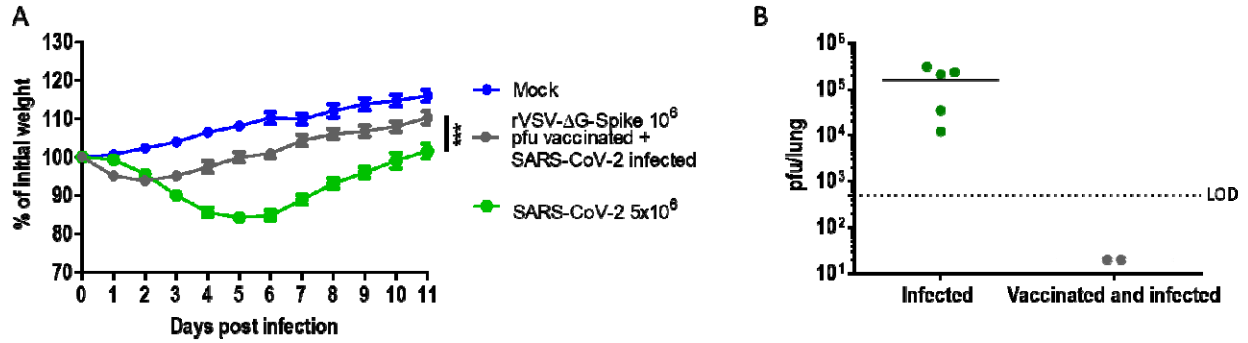 A
130
120
110
100
90
80
70
% of initial weight
0 1 2 3 4 5 6 7 8 9 10 11
Days post infection
***
Mock
rVSV-ΔG-Spike 10⁶
pfu vaccinated +
SARS-CoV-2 infected
SARS-CoV-2 5x10⁶
B
10⁶
10⁵
10⁴
10³
10²
10¹
pfu/lung
LOD
Infected
Vaccinated and infected